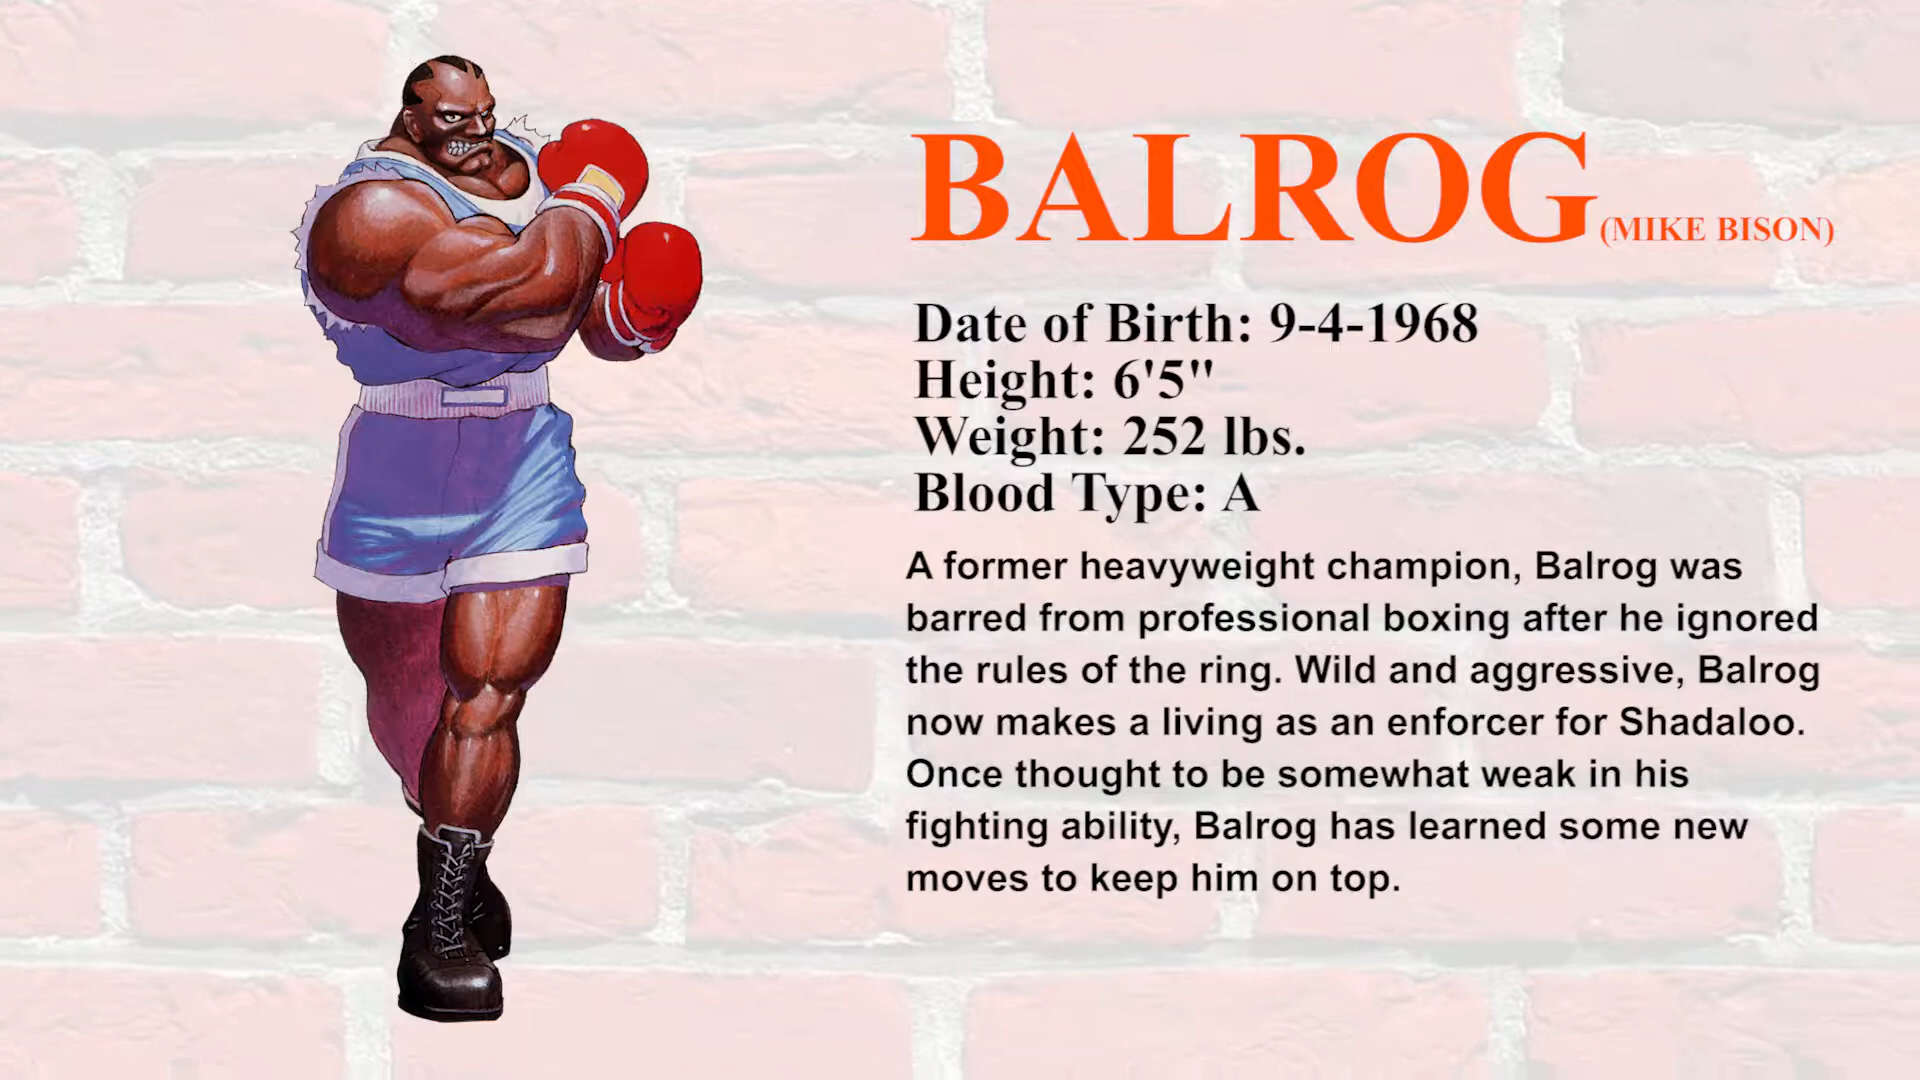 BALROG (MIKE BISON)
Date of Birth: 9-4-1968
Height: 6'5"
Weight: 252 lbs.
Blood Type: A
A former heavyweight champion, Balrog was
barred from professional boxing after he ignored
the rules of the ring. Wild and aggressive, Balrog
now makes a living as an enforcer for Shadaloo.
Once thought to be somewhat weak in his
fighting ability, Balrog has learned some new
moves to keep him on top.